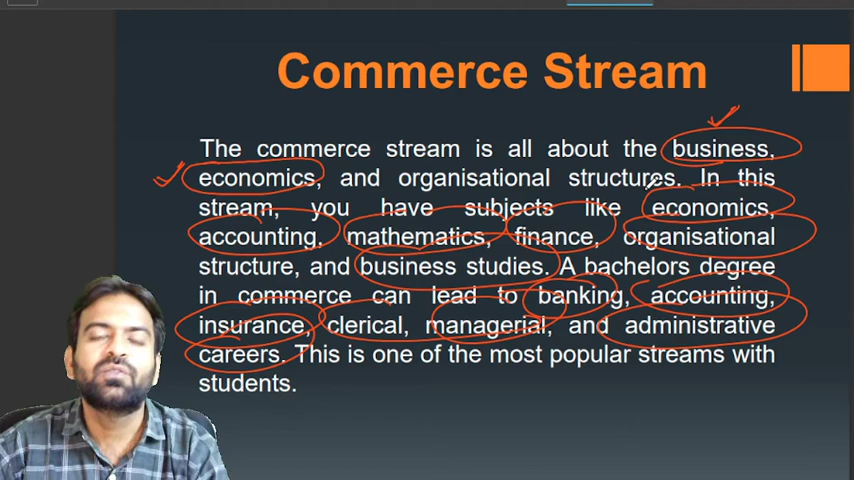 Commerce Stream
The commerce stream is all about the business,
economics, and organisational structures. In this
stream, you have subjects like economics,
accounting, mathematics, finance, organisational
structure, and business studies. A bachelors degree
in commerce can lead to banking, accounting,
insurance, clerical, managerial, and administrative
careers. This is one of the most popular streams with
students.